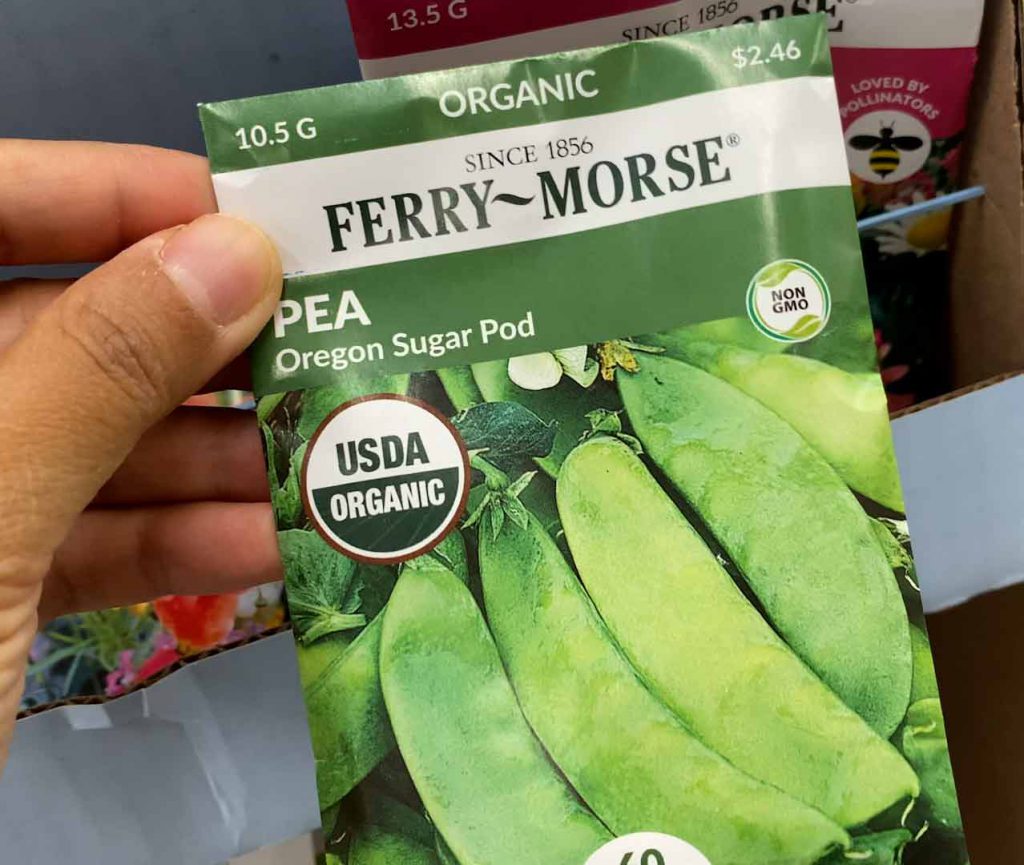 13.5 G
SINCE 1856
LOVED BY
POLLINATORS
10.5 G
ORGANIC
$2.46
SINCE 1856
FERRY~MORSE®
PEA
Oregon Sugar Pod
NON
GMO
USDA
ORGANIC